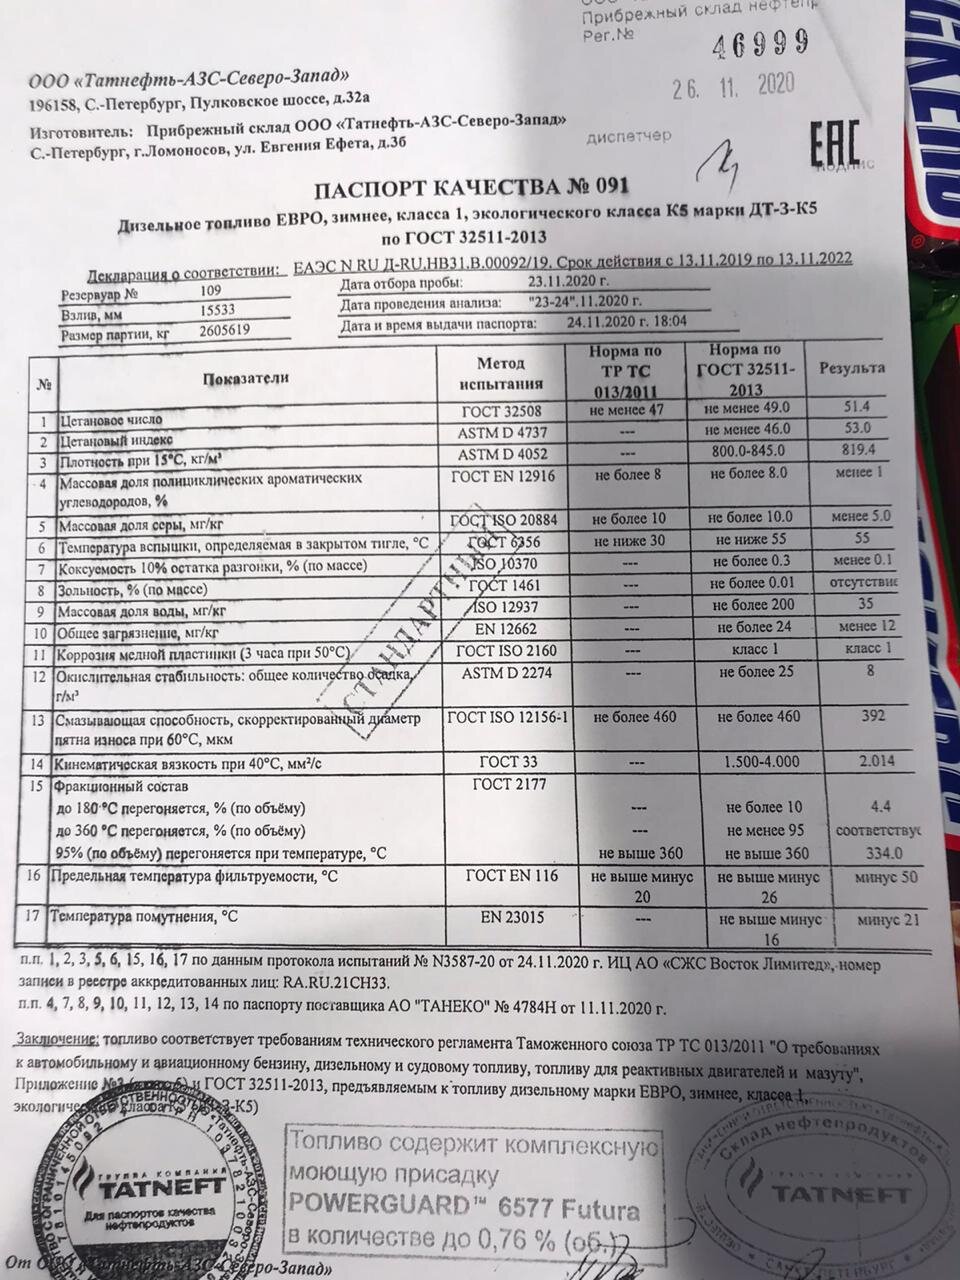 Прибрежный склад нефтепр
Рег.№
46999
26. 11. 2020
диспетчер
ЕАС
ООО «Татнефть-АЗС-Северо-Запад»
196158, С.-Петербург, Пулковское шоссе, д.32а
Изготовитель: Прибрежный склад ООО «Татнефть-АЗС-Северо-Запад»
С.-Петербург, г.Ломоносов, ул. Евгения Ефета, д.3б
ПАСПОРТ КАЧЕСТВА № 091
Дизельное топливо ЕВРО, зимнее, класса 1, экологического класса К5 марки ДТ-З-К5
по ГОСТ 32511-2013
Декларация о соответствии: ЕАЭС N RU Д-RU.НВ31.В.00092/19. Срок действия с 13.11.2019 по 13.11.2022
Резервуар № 109 Дата отбора пробы: 23.11.2020 г.
Взлив, мм 15533 Дата проведения анализа: "23-24".11.2020 г.
Размер партии, кг 2605619 Дата и время выдачи паспорта: 24.11.2020 г. 18:04
№ Показатели Метод испытания Норма по ТР ТС 013/2011 Норма по ГОСТ 32511-2013 Результа
1 Цетановое число ГОСТ 32508 не менее 47 не менее 49.0 51.4
2 Цетановый индекс ASTM D 4737 --- не менее 46.0 53.0
3 Плотность при 15°С, кг/м³ ASTM D 4052 --- 800.0-845.0 819.4
4 Массовая доля полициклических ароматических ГОСТ EN 12916 не более 8 не более 8.0 менее 1
углеводородов, %
5 Массовая доля серы, мг/кг ГОСТ ISO 20884 не более 10 не более 10.0 менее 5.0
6 Температура вспышки, определяемая в закрытом тигле, °С ГОСТ 6356 не ниже 30 не ниже 55 55
7 Коксуемость 10% остатка разгонки, % (по массе) ISO 10370 --- не более 0.3 менее 0.1
8 Зольность, % (по массе) ГОСТ 1461 --- не более 0.01 отсутствие
9 Массовая доля воды, мг/кг ISO 12937 --- не более 200 35
10 Общее загрязнение, мг/кг EN 12662 --- не более 24 менее 12
11 Коррозия медной пластинки (3 часа при 50°С) ГОСТ ISO 2160 --- класс 1 класс 1
12 Окислительная стабильность: общее количество осадка, ASTM D 2274 --- не более 25 8
г/м³
13 Смазывающая способность, скорректированный диаметр ГОСТ ISO 12156-1 не более 460 не более 460 392
пятна износа при 60°С, мкм
14 Кинематическая вязкость при 40°С, мм²/с ГОСТ 33 --- 1.500-4.000 2.014
15 Фракционный состав ГОСТ 2177
до 180 °С перегоняется, % (по объёму) --- не более 10 4.4
до 360 °С перегоняется, % (по объёму) --- не менее 95 соответствус
95% (по объёму) перегоняется при температуре, °С не выше 360 не выше 360 334.0
16 Предельная температура фильтруемости, °С ГОСТ EN 116 не выше минус 20 не выше минус 26 минус 50
17 Температура помутнения, °С EN 23015 --- не выше минус 16 минус 21
СТАНДАРТНЫЙ
п.п. 1, 2, 3, 5, 6, 15, 16, 17 по данным протокола испытаний № N3587-20 от 24.11.2020 г. ИЦ АО «СЖС Восток Лимитед», номер
записи в реестре аккредитованных лиц: RA.RU.21СН33.
п.п. 4, 7, 8, 9, 10, 11, 12, 13, 14 по паспорту поставщика АО "ТАНЕКО" № 4784Н от 11.11.2020 г.
Заключение: топливо соответствует требованиям технического регламента Таможенного союза ТР ТС 013/2011 "О требованиях
к автомобильному и авиационному бензину, дизельному и судовому топливу, топливу для реактивных двигателей и мазуту",
Приложение и ГОСТ 32511-2013, предъявляемым к топливу дизельному марки ЕВРО, зимнее, класса 1,
ГРУППА КОМПАНИЙ
TATNEFT
Для паспортов качества
нефтепродуктов
Топливо содержит комплексную
моющую присадку
POWERGUARD™ 6577 Futura
в количестве до 0,76 % (об.)
Склад нефтепродуктов
TATNEFT
САНКТ-ПЕТЕРБУРГ
От ООО «Татнефть-АЗС-Северо-Запад»